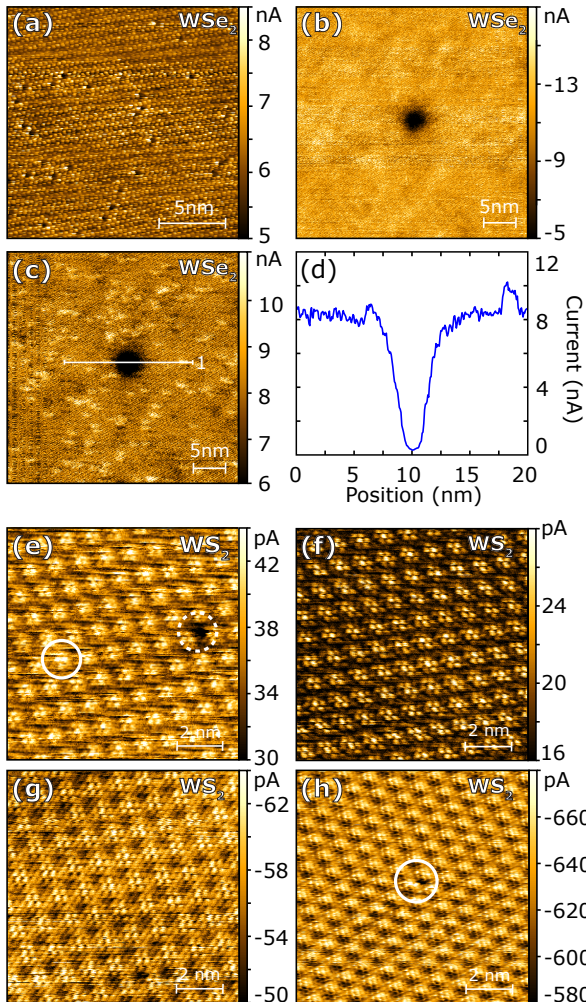 (a) WSe₂ nA
8
7
6
5
5nm
(b) WSe₂ nA
-13
-9
-5
5nm
(c) WSe₂ nA
10
9
8
7
6
1
5nm
(d)
12
8
4
0
Current (nA)
0 5 10 15 20
Position (nm)
(e) WS₂ pA
42
38
34
30
2 nm
(f) WS₂ pA
24
20
16
2 nm
(g) WS₂ pA
-62
-58
-54
-50
2 nm
(h) WS₂ pA
-660
-640
-620
-600
-580
2 nm